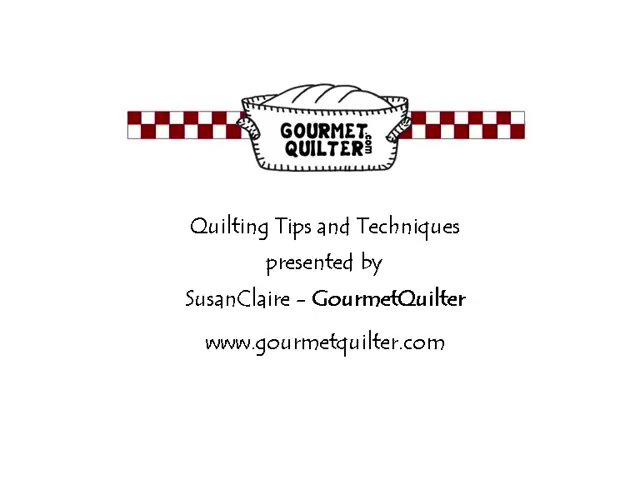 GOURMET
QUILTER.com
Quilting Tips and Techniques
presented by
SusanClaire - GourmetQuilter
www.gourmetquilter.com